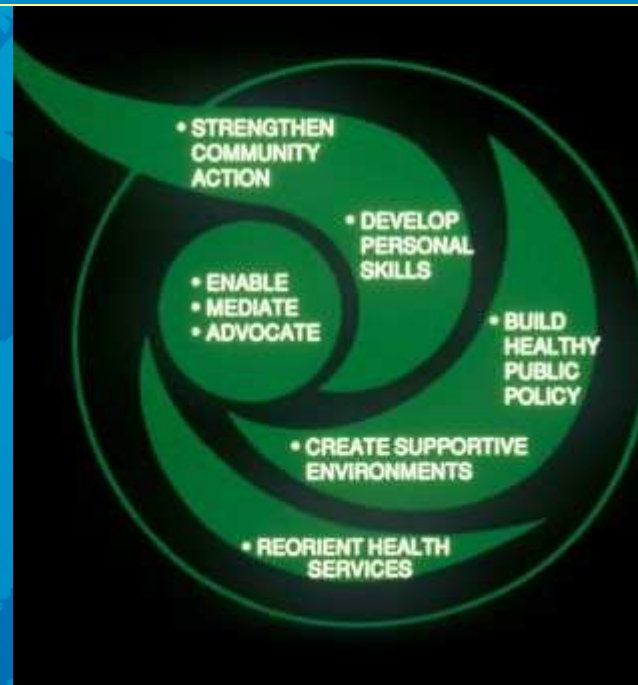 • STRENGTHEN
COMMUNITY
ACTION
• DEVELOP
PERSONAL
SKILLS
• ENABLE
• MEDIATE
• ADVOCATE
• BUILD
HEALTHY
PUBLIC
POLICY
• CREATE SUPPORTIVE
ENVIRONMENTS
• REORIENT HEALTH
SERVICES